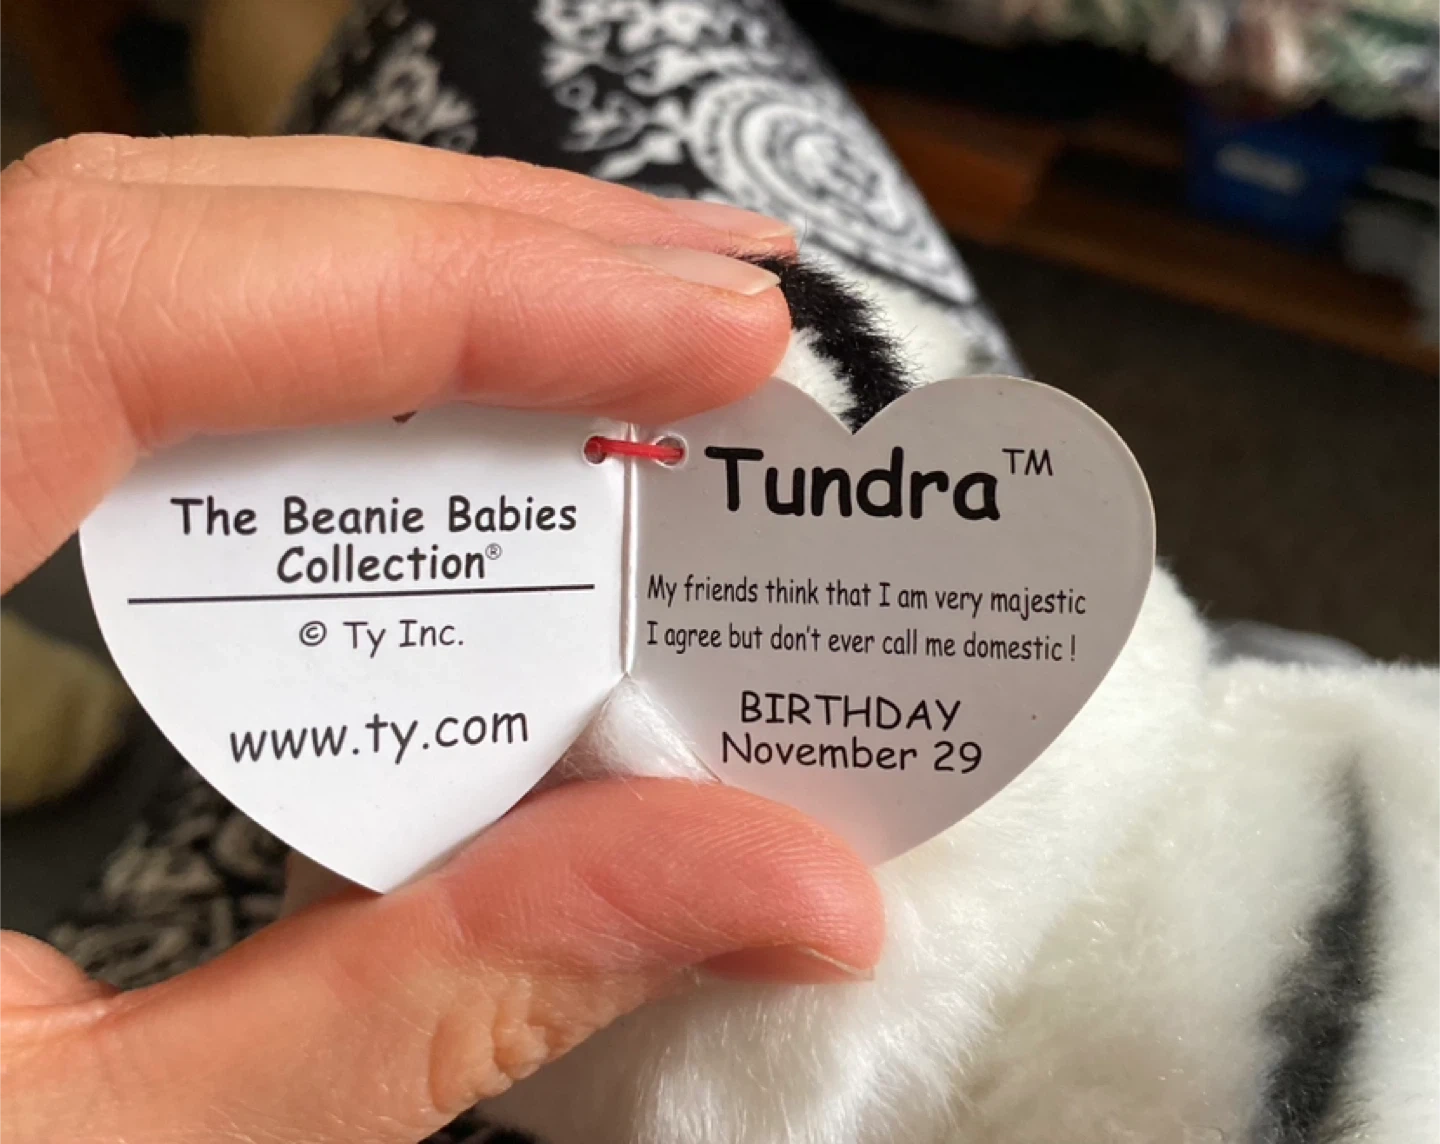 The Beanie Babies
Collection®
© Ty Inc.
www.ty.com
Tundra™
My friends think that I am very majestic
I agree but don't ever call me domestic !
BIRTHDAY
November 29